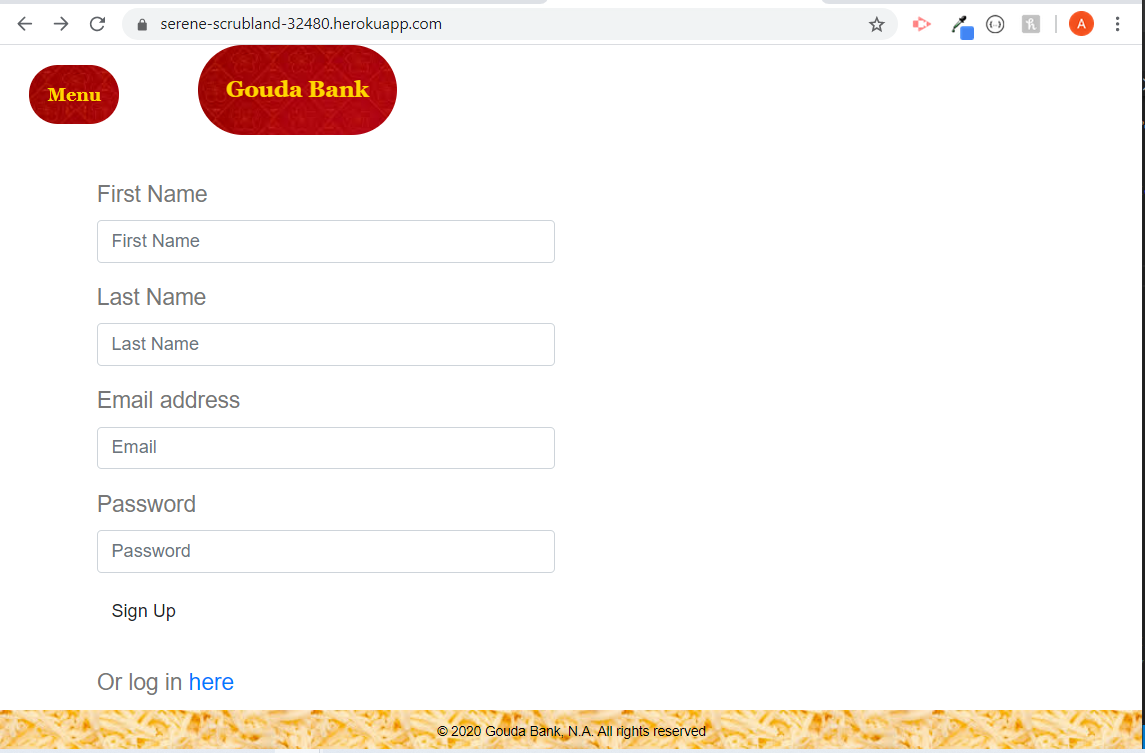 serene-scrubland-32480.herokuapp.com
A
Menu
Gouda Bank
First Name
First Name
Last Name
Last Name
Email address
Email
Password
Password
Sign Up
Or log in here
© 2020 Gouda Bank, N.A. All rights reserved